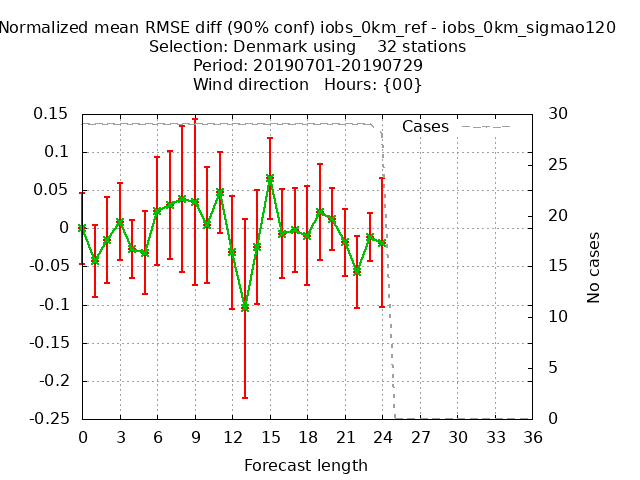 Normalized mean RMSE diff (90% conf) iobs_0km_ref - iobs_0km_sigmao120
Selection: Denmark using 32 stations
Period: 20190701-20190729
Wind direction Hours: {00}
Cases
0.15
0.1
0.05
0
-0.05
-0.1
-0.15
-0.2
-0.25
30
25
20
15
10
5
0
No cases
0 3 6 9 12 15 18 21 24 27 30 33 36
Forecast length